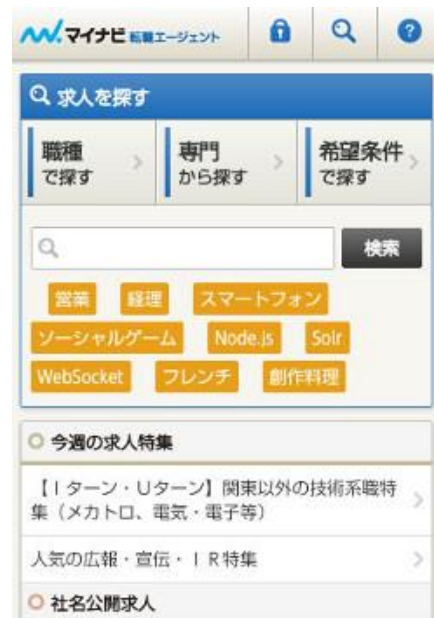 マイナビ 転職エージェント
?
求人を探す
職種
で探す
専門
から探す
希望条件
で探す
検索
営業 経理 スマートフォン
ソーシャルゲーム Node.js Solr
WebSocket フレンチ 創作料理
今週の求人特集
【Iターン・Uターン】関東以外の技術系職特
集(メカトロ、電気・電子等)
人気の広報・宣伝・IR特集
社名公開求人